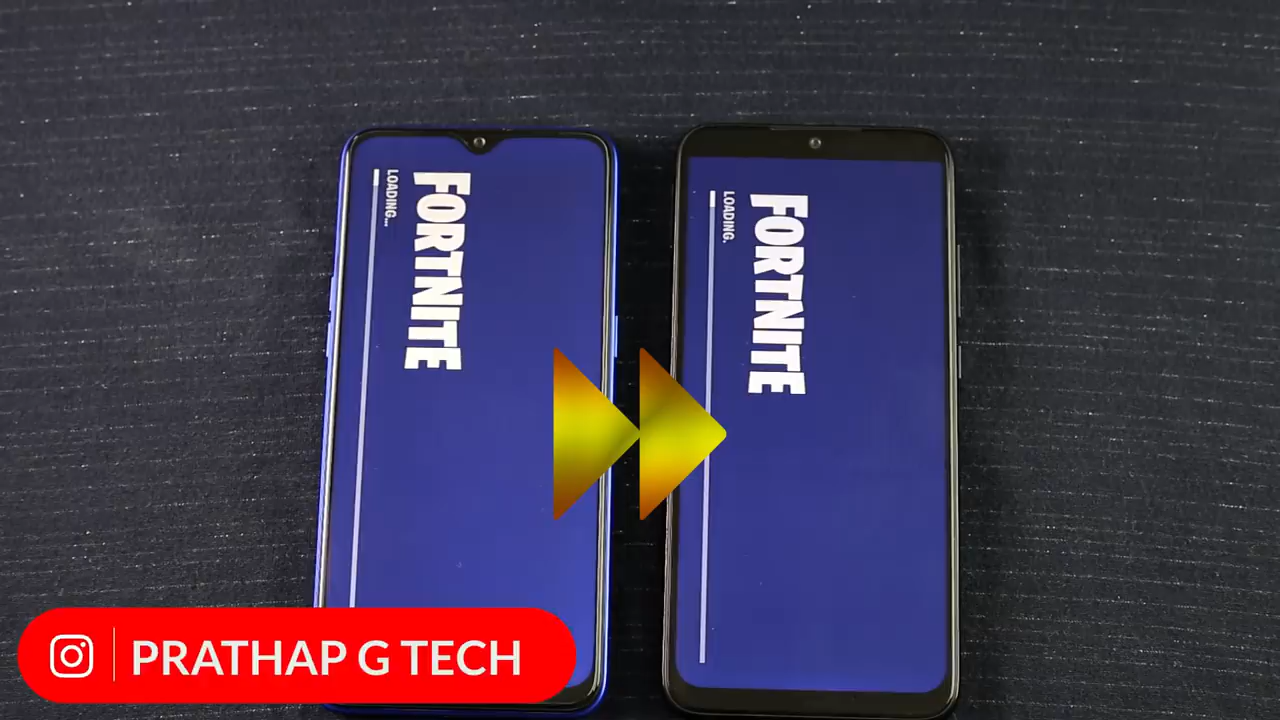 FORTNITE
LOADING...
FORTNITE
LOADING.
PRATHAP G TECH